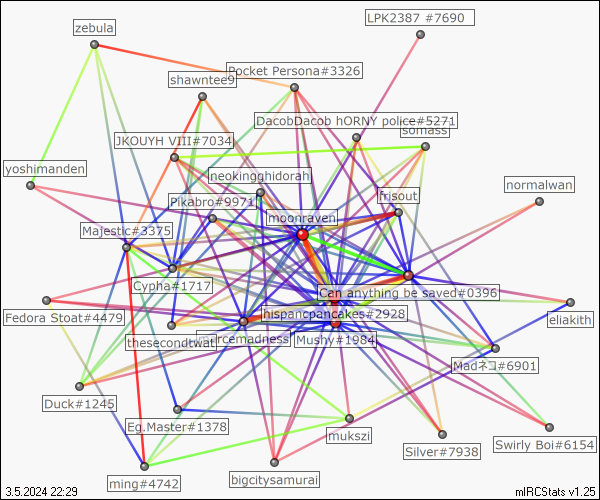 LPK2387 #7690
zebula
Pocket Persona#3326
shawntee9
DacobDacob hORNY police#5271
somass
JKOUYH VIII#7034
yoshimanden
neokingghidorah
normalwan
Pikabro#9971
frisout
moonraven
Majestic#3375
Cypha#1717
Can anything be saved#0396
Fedora Stoat#4479
hispancpancakes#2928
eliakith
thesecondtwat
rcemadness
Mushy#1984
Madネコ#6901
Duck#1245
Eg.Master#1378
mukszi
Silver#7938
Swirly Boi#6154
ming#4742
bigcitysamurai
3.5.2024 22:29
mIRCStats v1.25